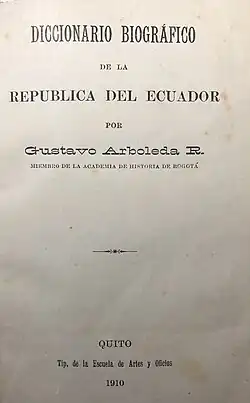 DICCIONARIO BIOGRÁFICO
DE LA
REPUBLICA DEL ECUADOR
POR
Gustavo Arboleda R.
MIEMBRO DE LA ACADEMIA DE HISTORIA DE BOGOTÁ
QUITO
Tip. de la Escuela de Artes y Oficios
1910